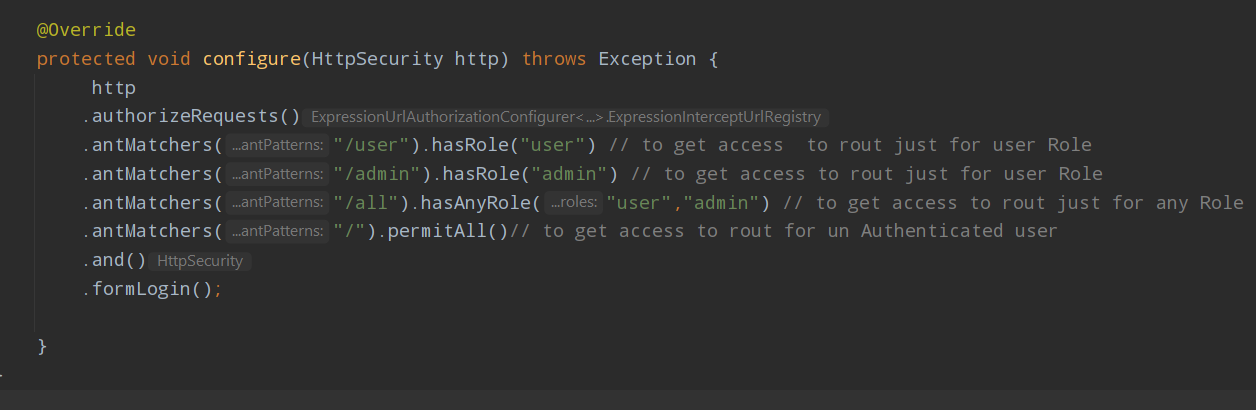 @Override
protected void configure(HttpSecurity http) throws Exception {
http
.authorizeRequests() ExpressionUrlAuthorizationConfigurer<...>.ExpressionInterceptUrlRegistry
.antMatchers( ...antPatterns: "/user").hasRole("user") // to get access  to rout just for user Role
.antMatchers( ...antPatterns: "/admin").hasRole("admin") // to get access to rout just for user Role
.antMatchers( ...antPatterns: "/all").hasAnyRole( ...roles: "user","admin") // to get access to rout just for any Role
.antMatchers( ...antPatterns: "/").permitAll()// to get access to rout for un Authenticated user
.and() HttpSecurity
.formLogin();
}